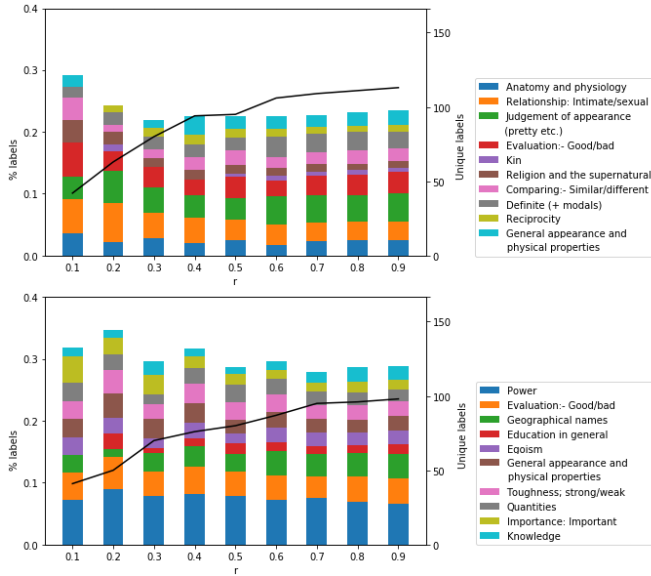 0.4
0.3
0.2
0.1
0.0
% labels
0.1 0.2 0.3 0.4 0.5 0.6 0.7 0.8 0.9
r
150
100
50
0
Unique labels
Anatomy and physiology
Relationship: Intimate/sexual
Judgement of appearance
(pretty etc.)
Evaluation:- Good/bad
Kin
Religion and the supernatural
Comparing:- Similar/different
Definite (+ modals)
Reciprocity
General appearance and
physical properties
0.4
0.3
0.2
0.1
0.0
% labels
0.1 0.2 0.3 0.4 0.5 0.6 0.7 0.8 0.9
r
150
100
50
0
Unique labels
Power
Evaluation:- Good/bad
Geographical names
Education in general
Egoism
General appearance and
physical properties
Toughness; strong/weak
Quantities
Importance: Important
Knowledge